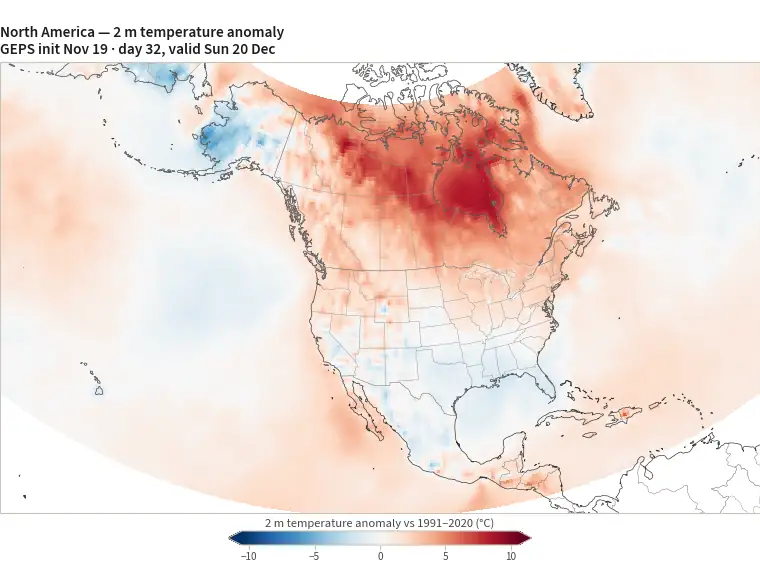 North America — 2 m temperature anomaly
GEPS init Nov 19 · day 32, valid Sun 20 Dec
2 m temperature anomaly vs 1991–2020 (°C)
−10 −5 0 5 10